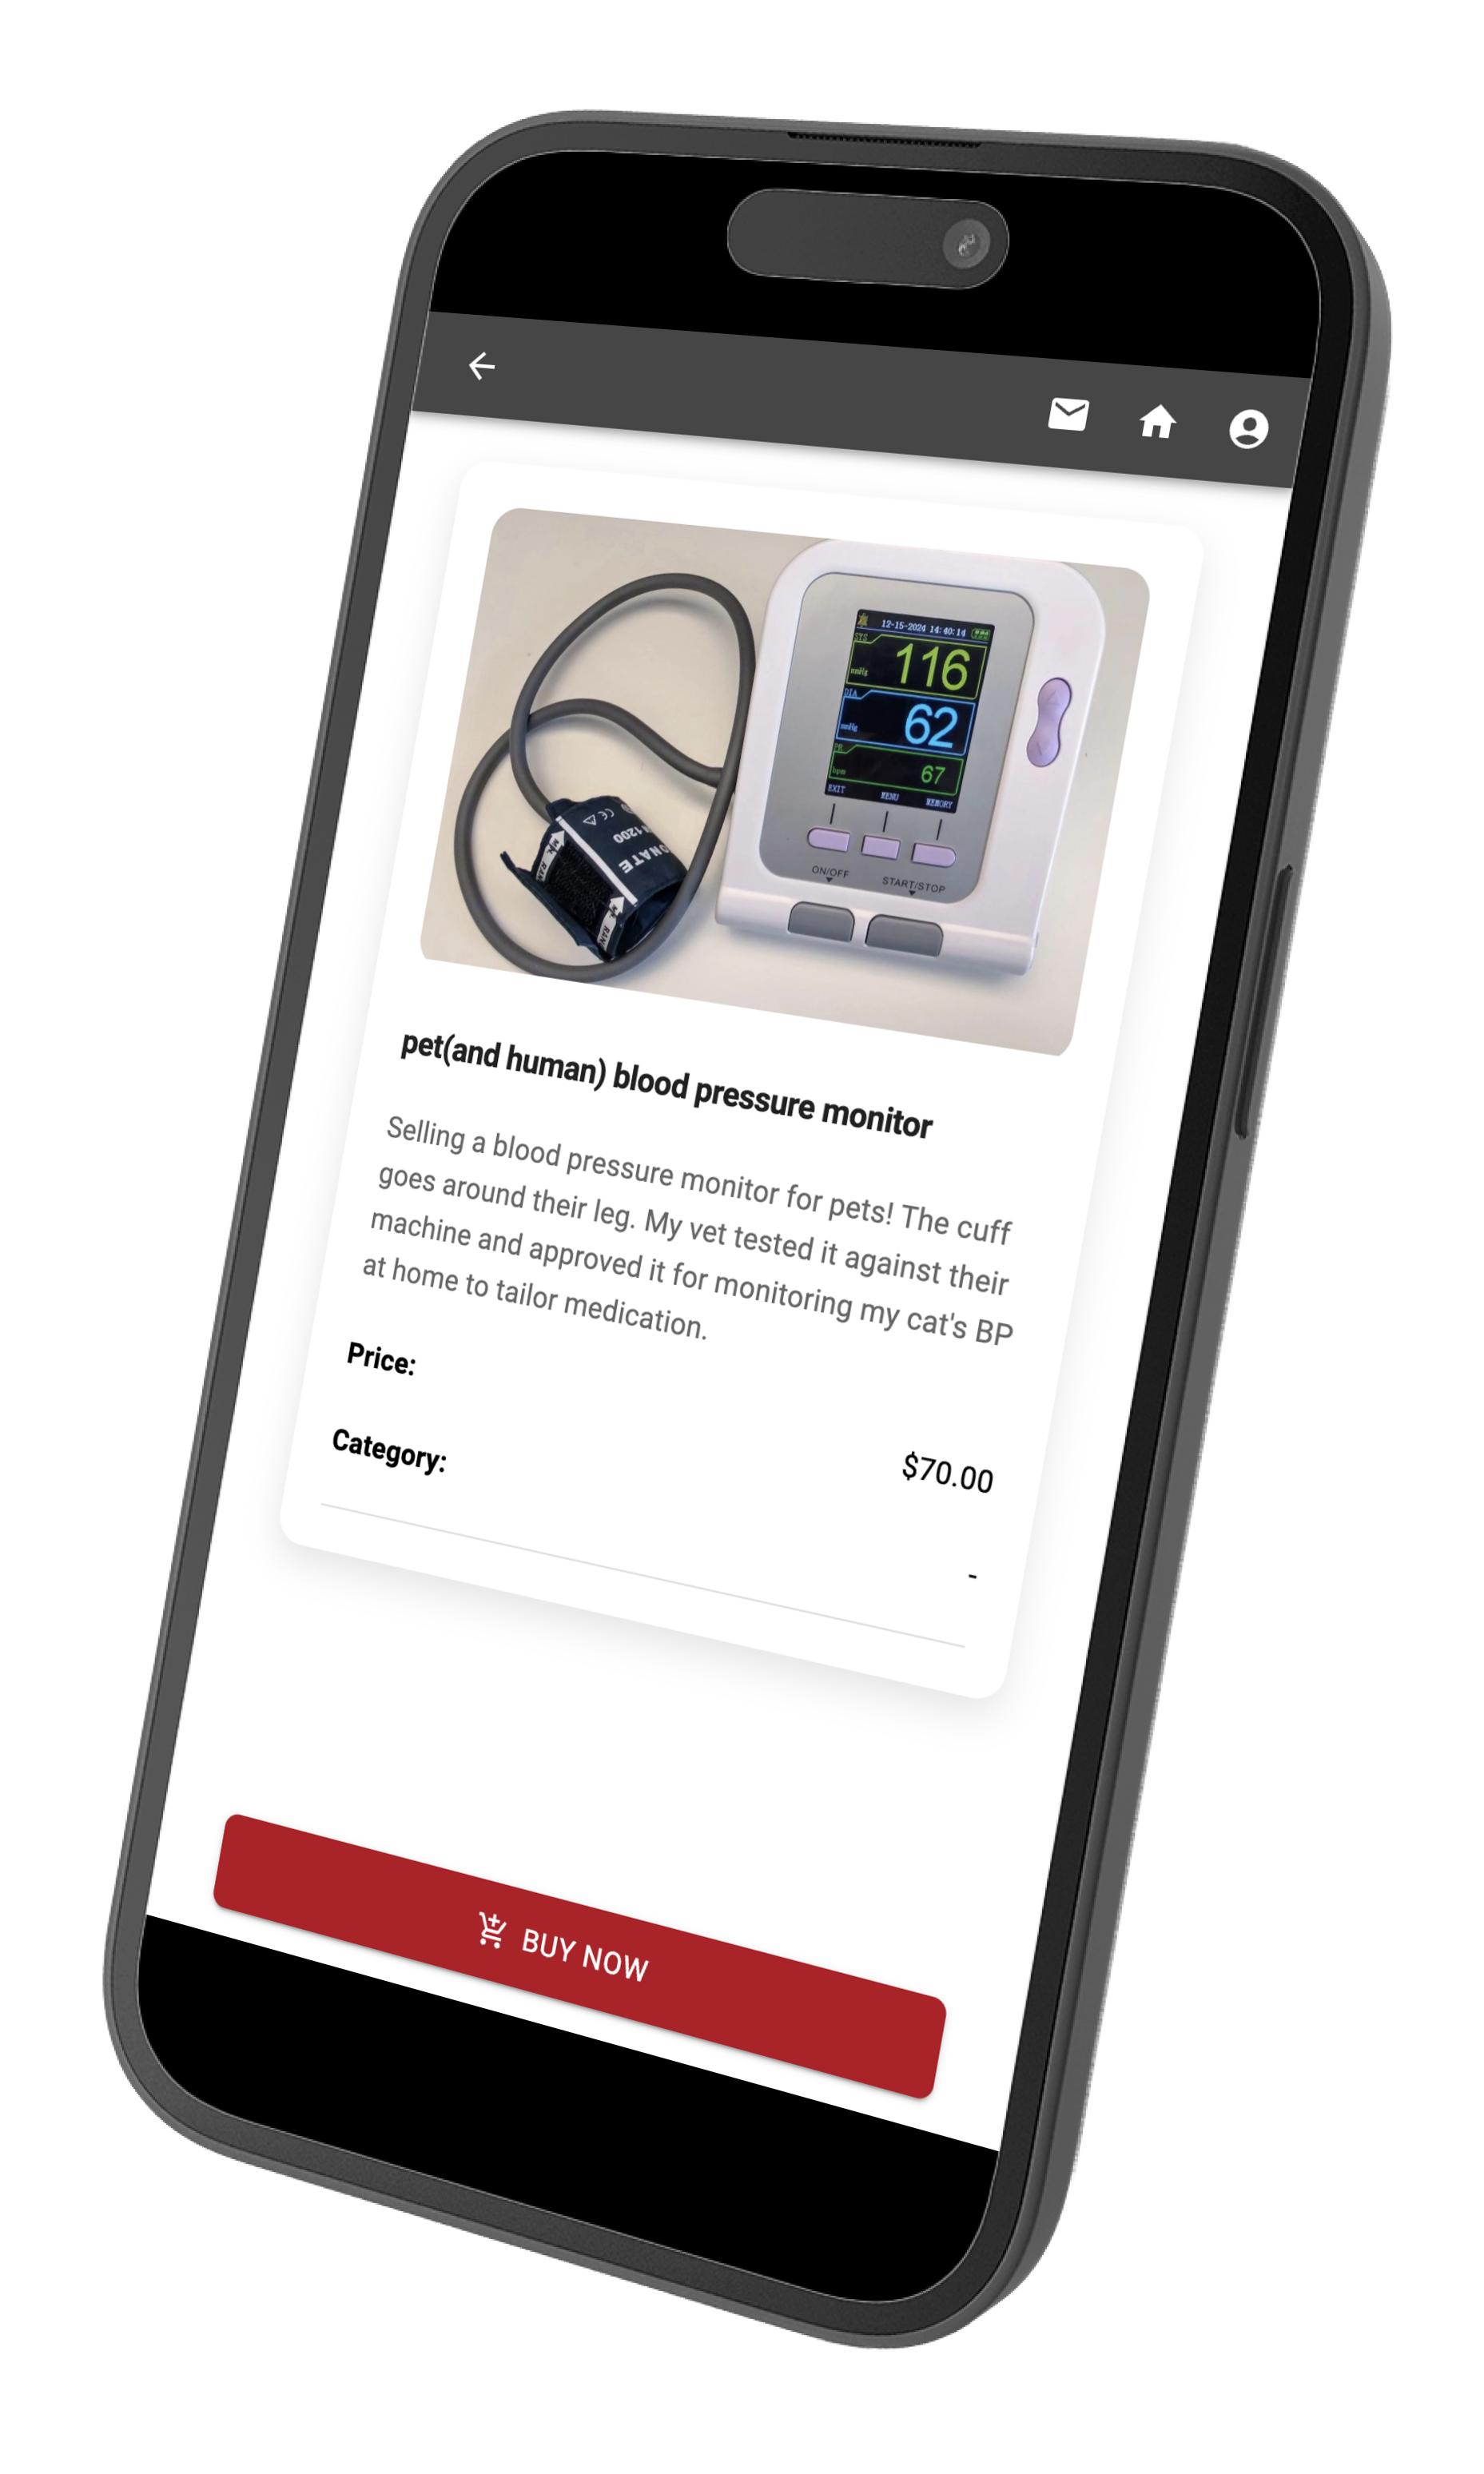 12-15-2024 14:40:14
SYS
116
mmHg
DIA
62
mmHg
PR
67
bpm
EXIT MENU MEMORY
ON/OFF START/STOP
ONATE
1200
CE
pet(and human) blood pressure monitor
Selling a blood pressure monitor for pets! The cuff
goes around their leg. My vet tested it against their
machine and approved it for monitoring my cat's BP
at home to tailor medication.
Price:
$70.00
Category:
-
BUY NOW